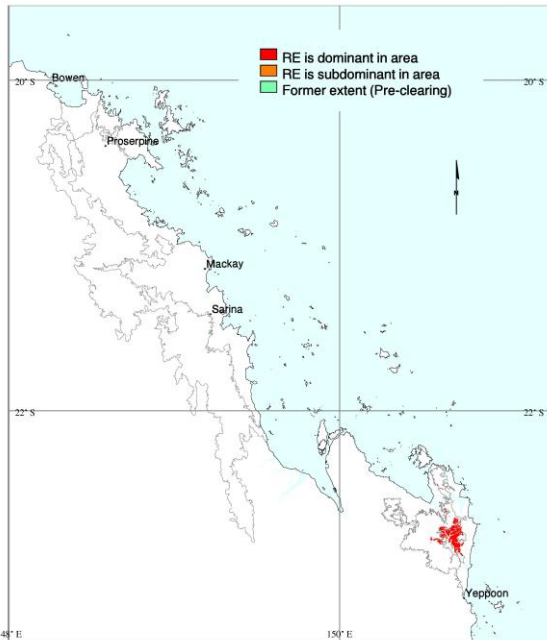 RE is dominant in area
RE is subdominant in area
Former extent (Pre-clearing)
20° S
20° S
Bowen
Proserpine
N
Mackay
Sarina
22° S
22° S
Yeppoon
48° E
150° E